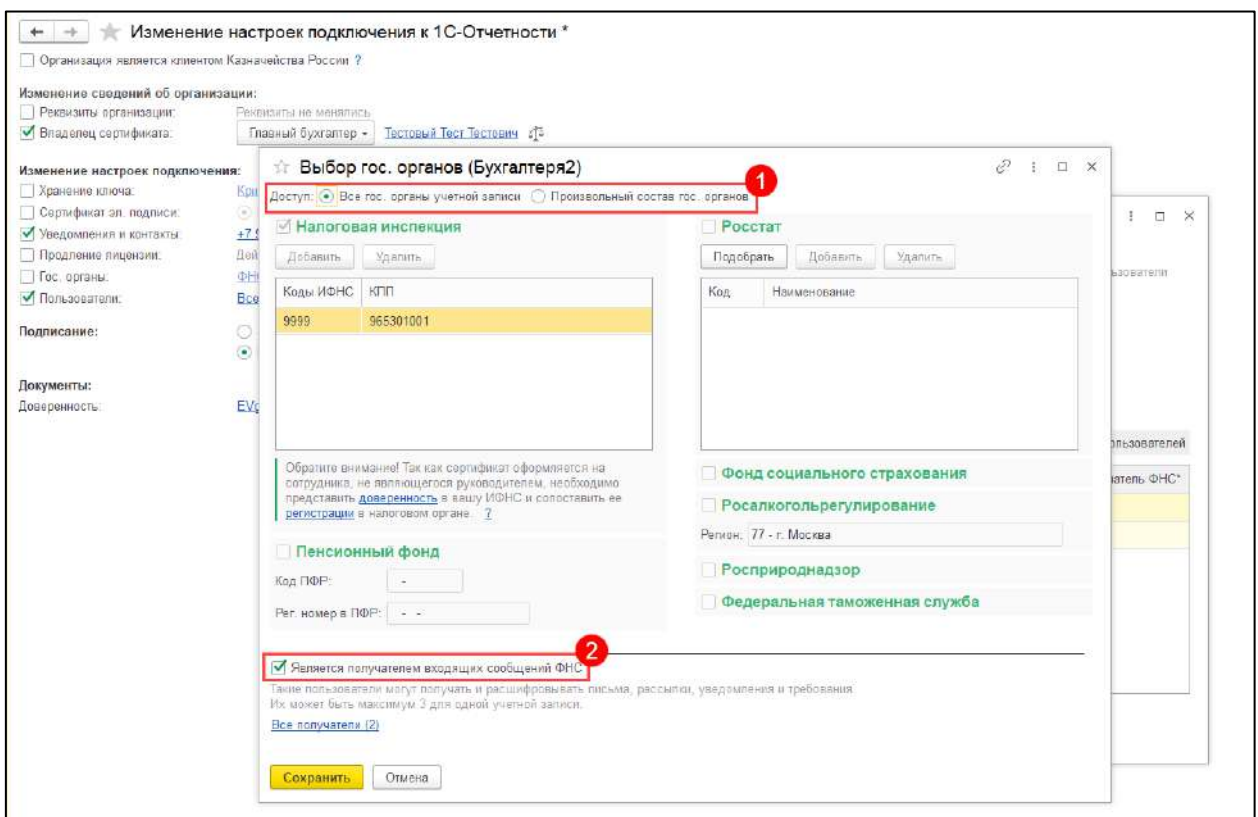 Изменение настроек подключения к 1С-Отчетности *
Организация является клиентом Казначейства России ?
Изменение сведений об организации:
Реквизиты организации: Реквизиты не менялись
Владелец сертификата: Главный бухгалтер Тестовый Тест Тестович
Изменение настроек подключения:
Хранение ключа:
Сертификат эл. подписи:
Уведомления и контакты: +7
Продление лицензии:
Гос. органы:
Пользователи: Все
Подписание:
Документы:
Доверенность:
Выбор гос. органов (Бухгалтеря2)
1
Доступ: Все гос. органы учетной записи Произвольный состав гос. органов
Налоговая инспекция
Добавить Удалить
Коды ИФНС КПП
9999 965301001
Обратите внимание! Так как сертификат оформляется на
сотрудника, не являющегося руководителем, необходимо
представить доверенность в вашу ИФНС и сопоставить ее
регистрации в налоговом органе. ?
Пенсионный фонд
Код ПФР: -
Рег. номер в ПФР: - -
Росстат
Подобрать Добавить Удалить
Код Наименование
Фонд социального страхования
Росалкогольрегулирование
Регион: 77 - г. Москва
Росприроднадзор
Федеральная таможенная служба
2
Является получателем входящих сообщений ФНС
Такие пользователи могут получать и расшифровывать письма, рассылки, уведомления и требования.
Их может быть максимум 3 для одной учетной записи.
Все получатели (2)
Сохранить Отмена